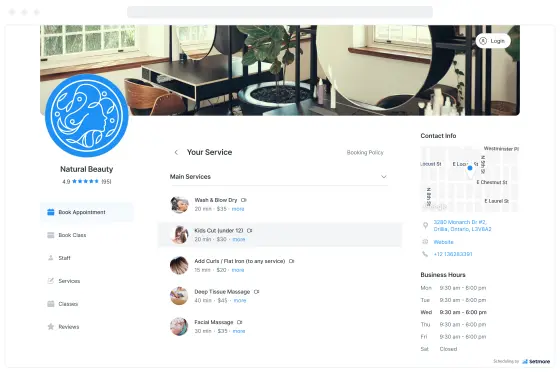 Login
Natural Beauty
4.9 ★★★★★ (95)
Book Appointment
Book Class
Staff
Services
Classes
Reviews
Your Service
Booking Policy
Main Services
Wash & Blow Dry
20 min · $35 · more
Kids Cut (under 12)
20 min · $30 · more
Add Curls / Flat Iron (to any service)
15 min · $20 · more
Deep Tissue Massage
40 min · $45 · more
Facial Massage
30 min · $35 · more
Contact Info
Westminster Pl
Locust St
E Locu
N 5th St
E Chestnut St
N 8th St
E Laurel St
3280 Monarch Dr #2,
Orillia, Ontario, L3V8A2
Website
+12 136263391
Business Hours
Mon 9:30 am - 6:00 pm
Tue 9:30 am - 6:00 pm
Wed 9:30 am - 6:00 pm
Thu 9:30 am - 6:00 pm
Fri 9:30 am - 6:00 pm
Sat Closed
Scheduling by Setmore